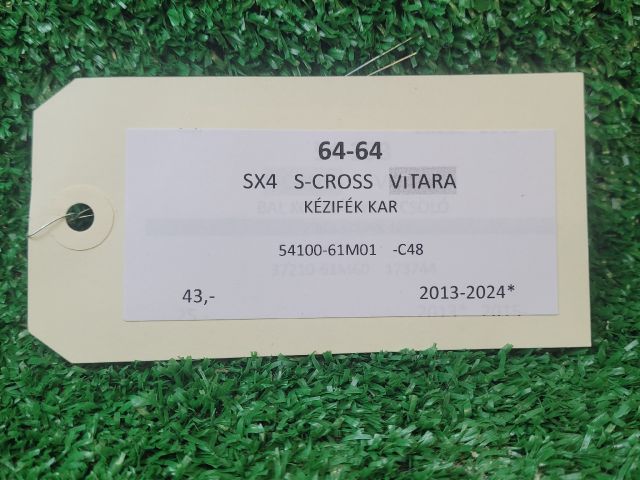 64-64
SX4 S-CROSS ViTARA
KÉZIFÉK KAR
54100-61M01 -C48
43,- 2013-2024*